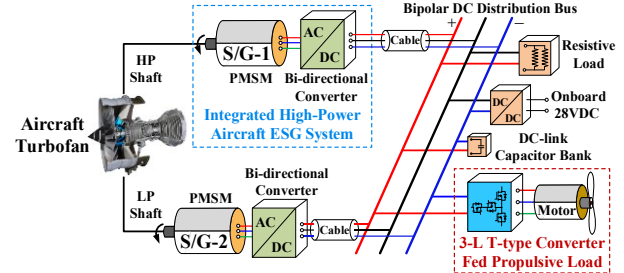 Bipolar DC Distribution Bus
+
−
HP
Shaft
S/G-1
PMSM
AC
DC
Bi-directional
Converter
Cable
Integrated High-Power
Aircraft ESG System
Resistive
Load
DC
DC
Onboard
28VDC
DC-link
Capacitor Bank
Aircraft
Turbofan
LP
Shaft
PMSM
S/G-2
Bi-directional
Converter
AC
DC
Cable
Motor
3-L T-type Converter
Fed Propulsive Load